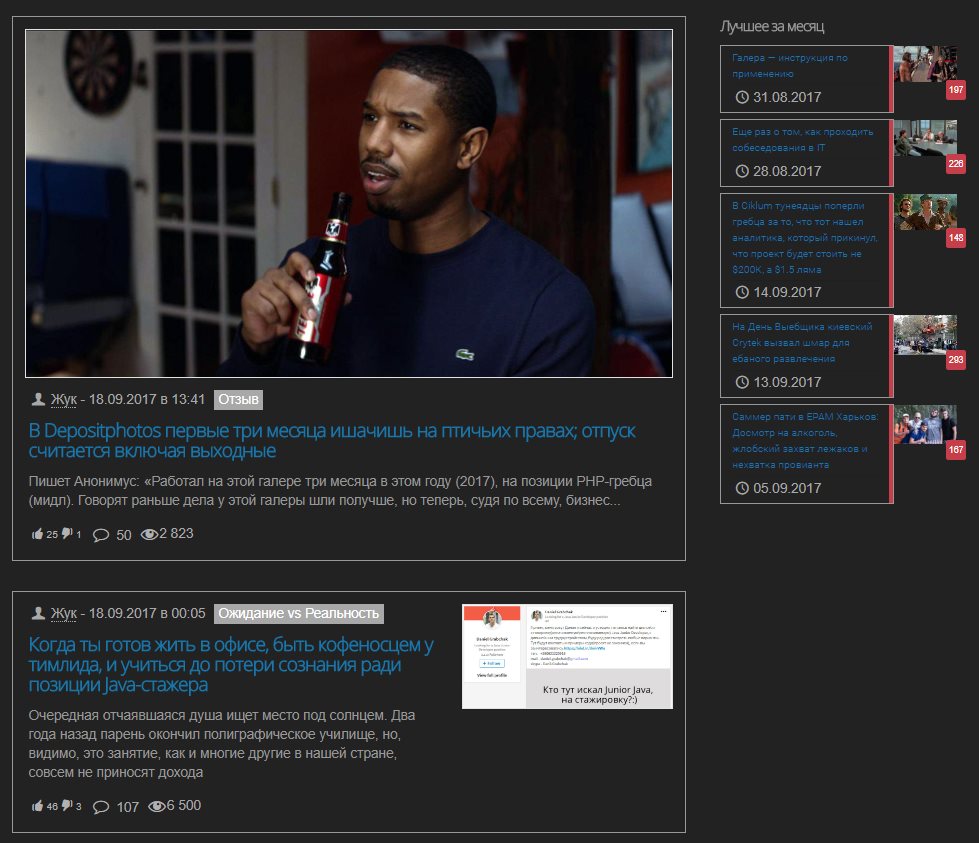 Жук - 18.09.2017 в 13:41 Отзыв
В Depositphotos первые три месяца ишачишь на птичьих правах; отпуск
считается включая выходные
Пишет Анонимус: «Работал на этой галере три месяца в этом году (2017), на позиции PHP-гребца
(мидл). Говорят раньше дела у этой галеры шли получше, но теперь, судя по всему, бизнес...
25 1 50 2 823
Жук - 18.09.2017 в 00:05 Ожидание vs Реальность
Когда ты готов жить в офисе, быть кофеносцем у
тимлида, и учиться до потери сознания ради
позиции Java-стажера
Очередная отчаявшаяся душа ищет место под солнцем. Два
года назад парень окончил полиграфическое училище, но,
видимо, это занятие, как и многие другие в нашей стране,
совсем не приносят дохода
46 3 107 6 500
Daniel Grabchak
+ Follow
View full profile
Кто тут искал Junior Java,
на стажировку?:)
Лучшее за месяц
Галера — инструкция по
применению
31.08.2017
197
Еще раз о том, как проходить
собеседования в IT
28.08.2017
226
В Ciklum тунеядцы поперли
гребца за то, что тот нашел
аналитика, который прикинул,
что проект будет стоить не
$200K, а $1.5 ляма
14.09.2017
148
На День Выебщика киевский
Crytek вызвал шмар для
ебаного развлечения
13.09.2017
293
Саммер пати в EPAM Харьков:
Досмотр на алкоголь,
жлобский захват лежаков и
нехватка провианта
05.09.2017
167